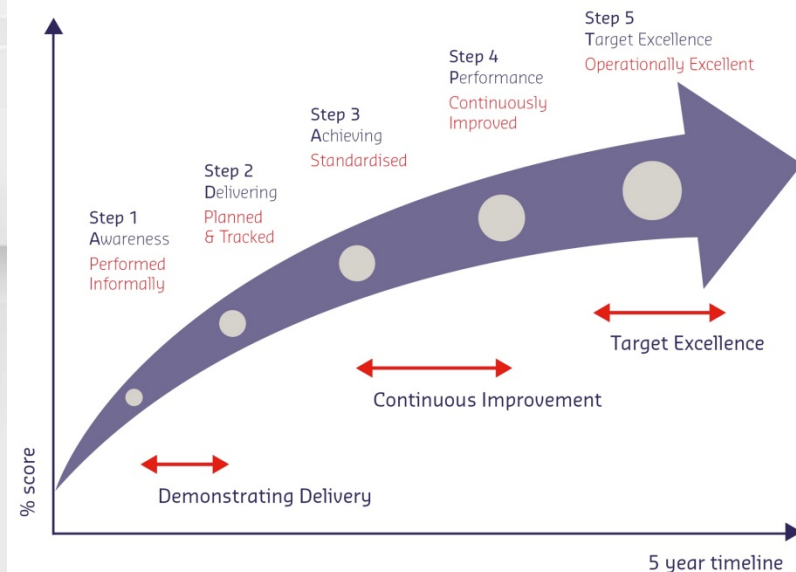 Step 1
Awareness
Performed
Informally
Step 2
Delivering
Planned
& Tracked
Step 3
Achieving
Standardised
Step 4
Performance
Continuously
Improved
Step 5
Target Excellence
Operationally Excellent
Demonstrating Delivery
Continuous Improvement
Target Excellence
% score
5 year timeline